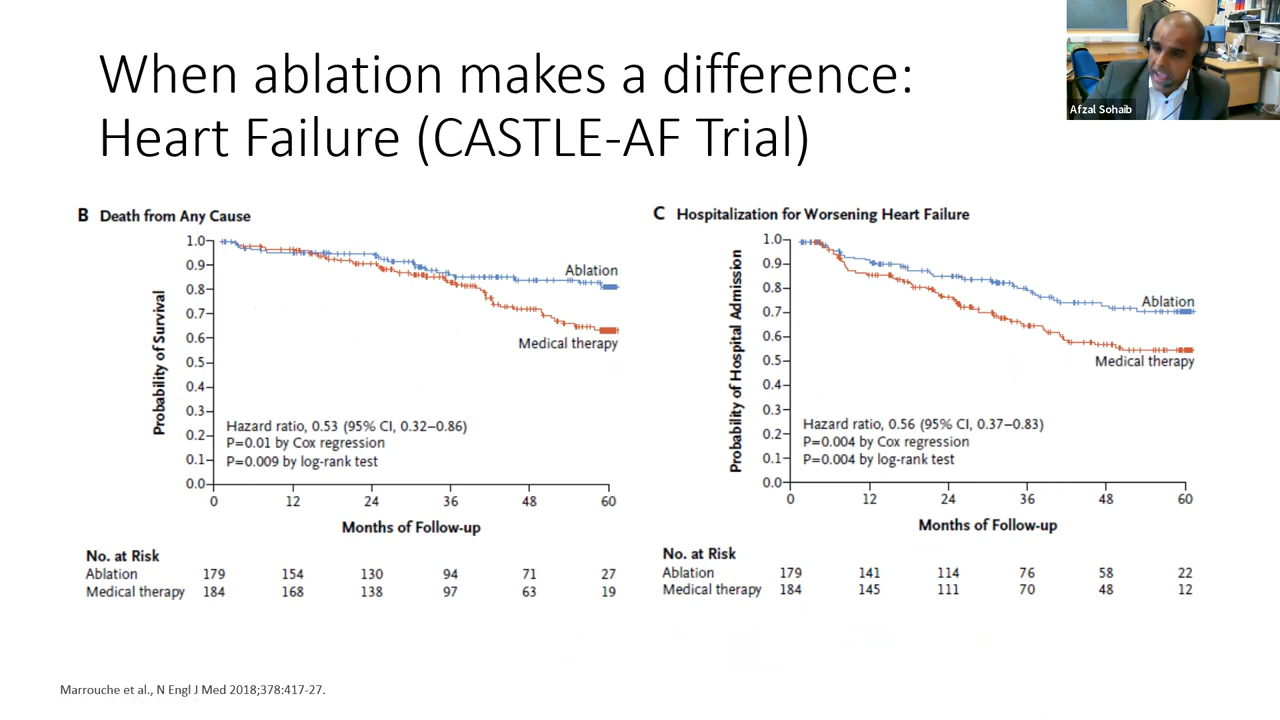 When ablation makes a difference:
Heart Failure (CASTLE-AF Trial)
Afzal Sohaib
B Death from Any Cause
Probability of Survival
1.0
0.9
0.8
0.7
0.6
0.5
0.4
0.3
0.2
0.1
0.0
Ablation
Medical therapy
Hazard ratio, 0.53 (95% CI, 0.32–0.86)
P=0.01 by Cox regression
P=0.009 by log-rank test
0 12 24 36 48 60
Months of Follow-up
No. at Risk
Ablation 179 154 130 94 71 27
Medical therapy 184 168 138 97 63 19
C Hospitalization for Worsening Heart Failure
Probability of Hospital Admission
1.0
0.9
0.8
0.7
0.6
0.5
0.4
0.3
0.2
0.1
0.0
Ablation
Medical therapy
Hazard ratio, 0.56 (95% CI, 0.37–0.83)
P=0.004 by Cox regression
P=0.004 by log-rank test
0 12 24 36 48 60
Months of Follow-up
No. at Risk
Ablation 179 141 114 76 58 22
Medical therapy 184 145 111 70 48 12
Marrouche et al., N Engl J Med 2018;378:417-27.